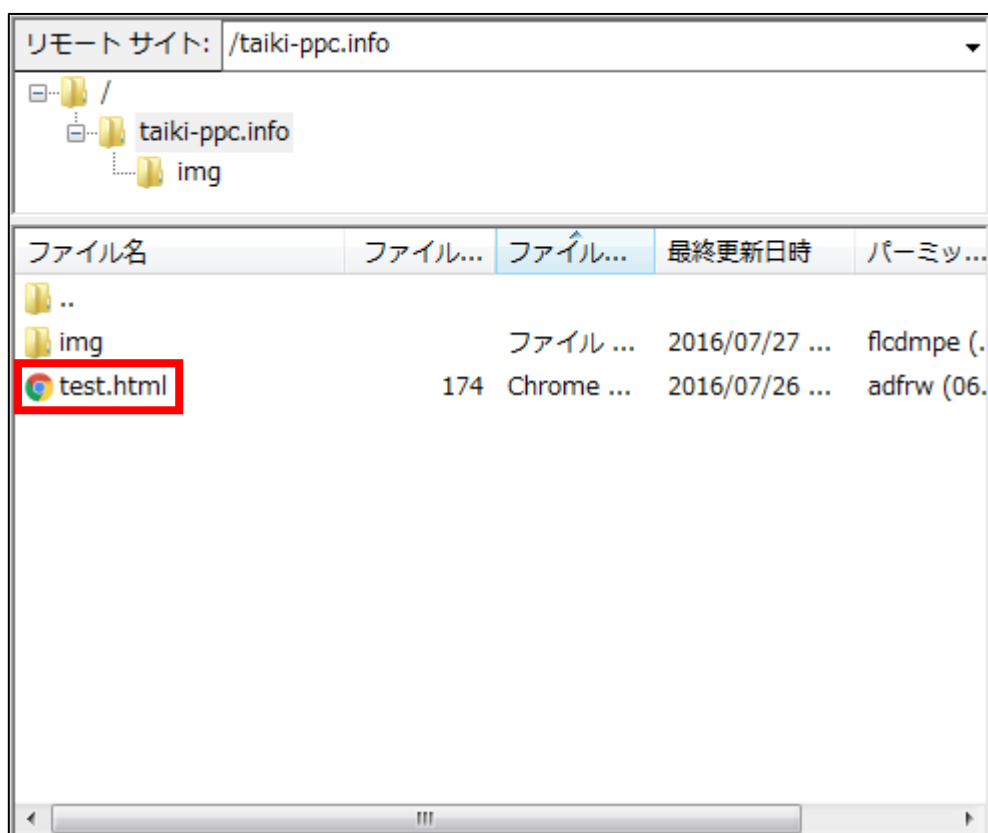 リモート サイト: /taiki-ppc.info
/
taiki-ppc.info
img
ファイル名 ファイル... ファイル... 最終更新日時 パーミッ...
..
img ファイル ... 2016/07/27 ... flcdmpe (.
test.html 174 Chrome ... 2016/07/26 ... adfrw (06.